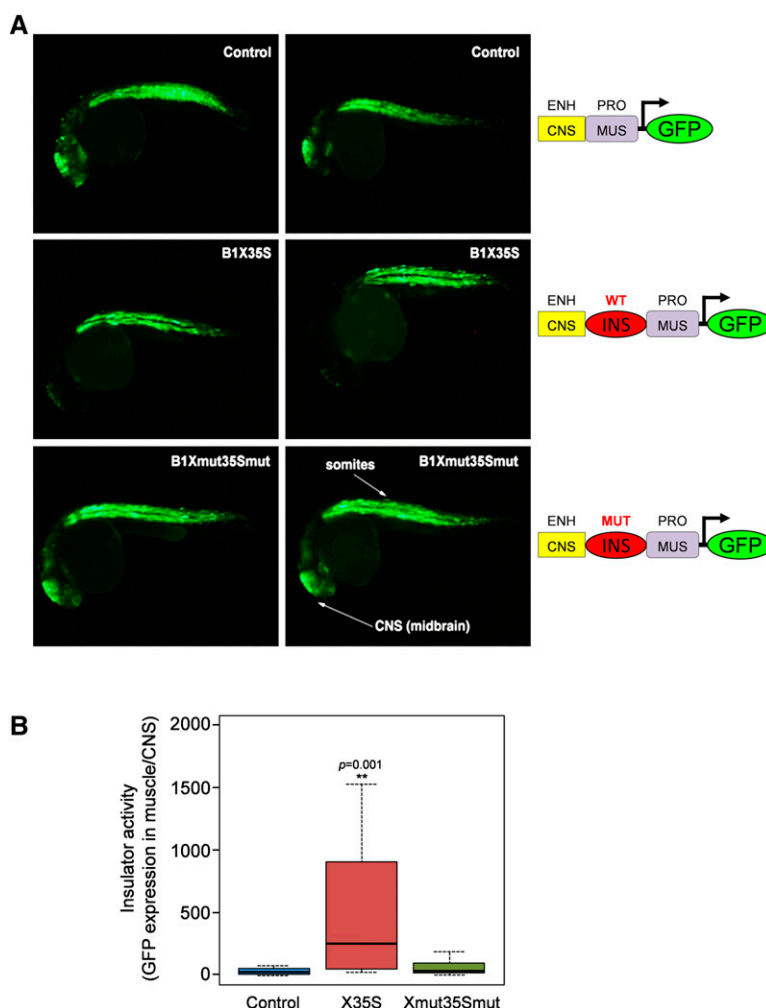 A
Control
Control
ENH PRO
CNS MUS GFP
B1X35S
B1X35S
ENH WT PRO
CNS INS MUS GFP
B1Xmut35Smut
B1Xmut35Smut
somites
CNS (midbrain)
ENH MUT PRO
CNS INS MUS GFP
B
Insulator activity
(GFP expression in muscle/CNS)
2000
1500
1000
500
0
p=0.001
**
Control X35S Xmut35Smut